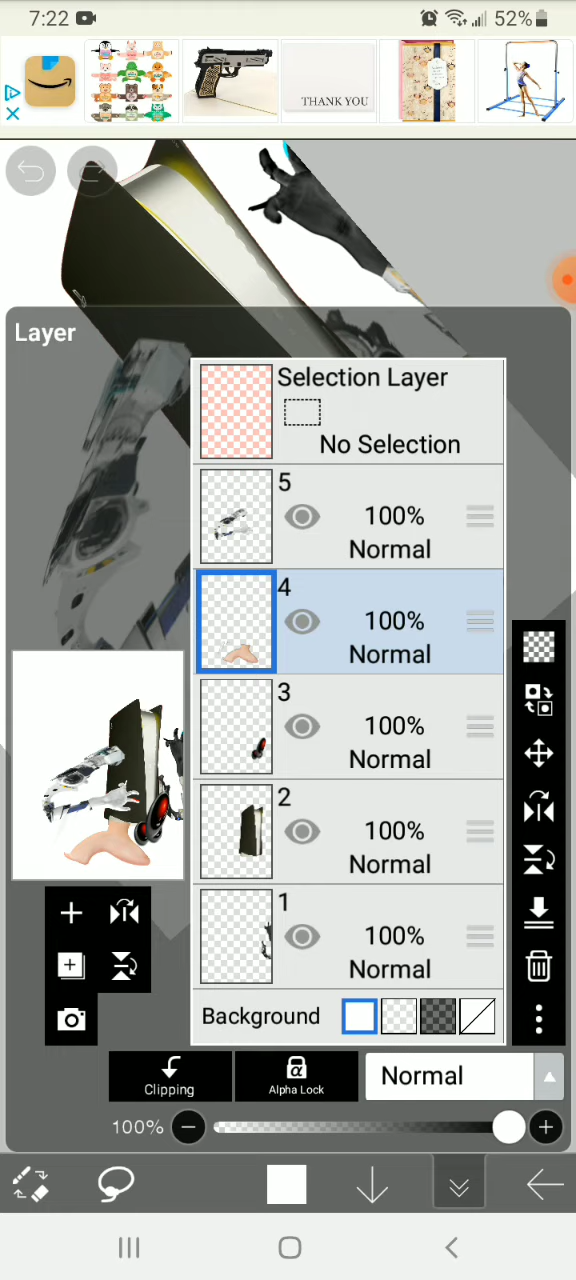 7:22
52%
THANK YOU
Layer
Selection Layer
No Selection
5
100%
Normal
4
100%
Normal
3
100%
Normal
2
100%
Normal
1
100%
Normal
Background
Clipping
α
Alpha Lock
Normal
100%